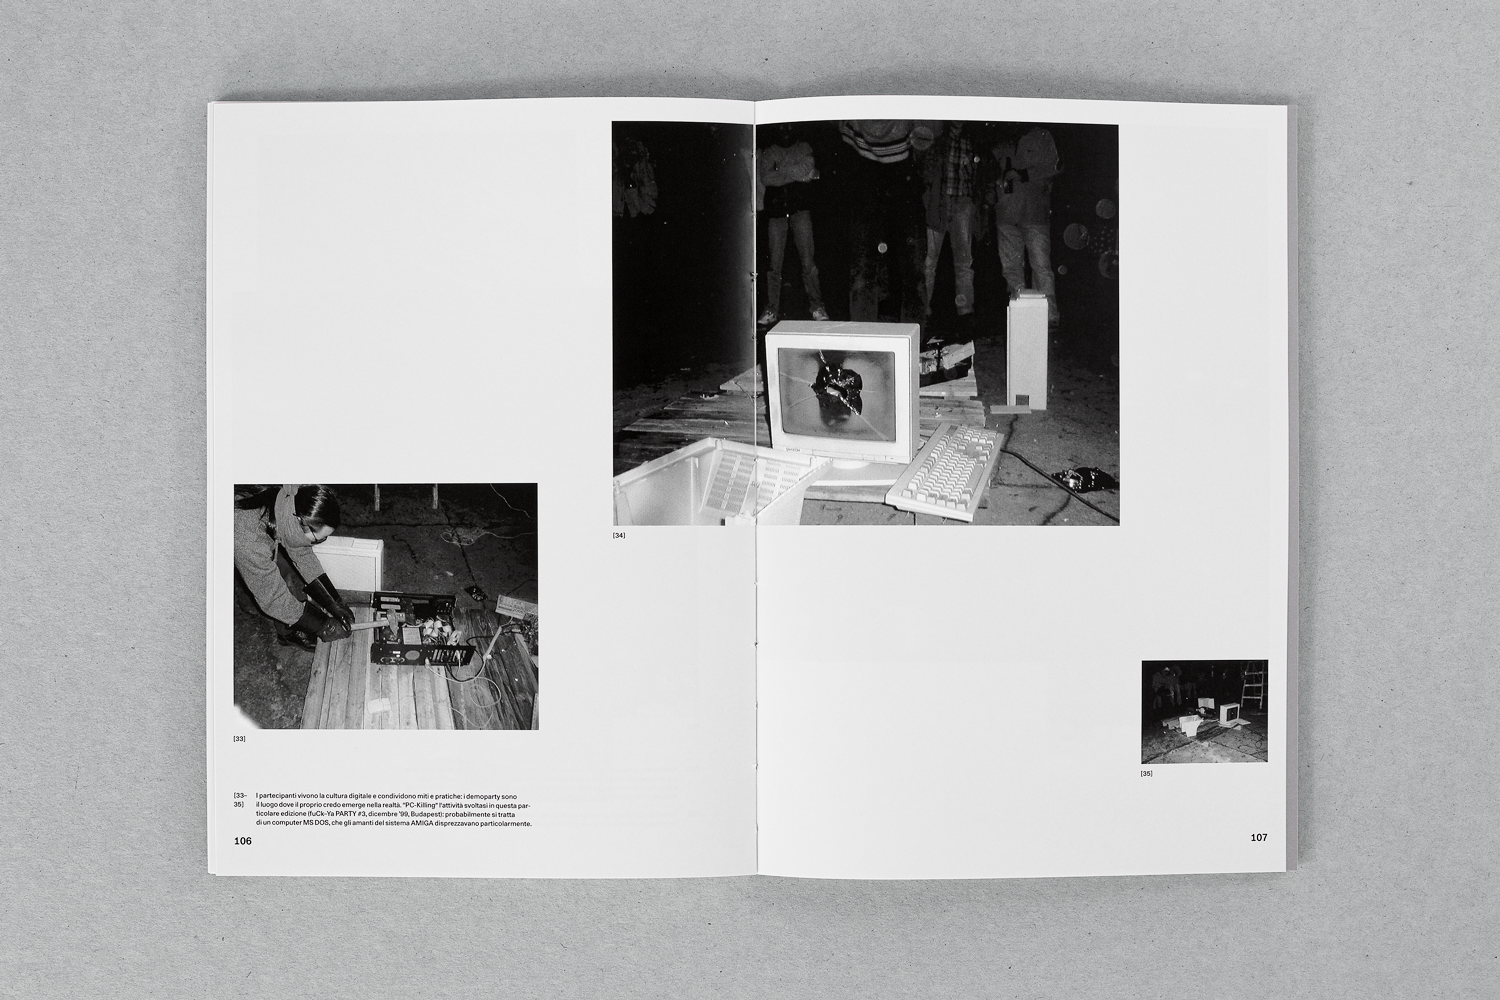 [34]
[33]
[35]
[33–
35]
I partecipanti vivono la cultura digitale e condividono miti e pratiche: i demoparty sono
il luogo dove il proprio credo emerge nella realtà. "PC-Killing" l'attività svoltasi in questa par-
ticolare edizione (fuCk-Ya PARTY #3, dicembre '99, Budapest): probabilmente si tratta
di un computer MS DOS, che gli amanti del sistema AMIGA disprezzavano particolarmente.
106
107